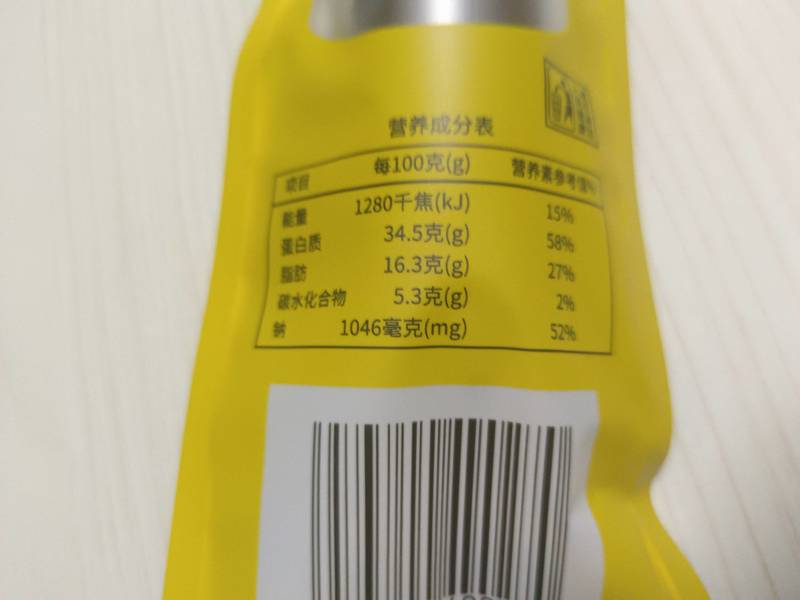 营养成分表
项目 每100克(g) 营养素参考值%
能量 1280千焦(kJ) 15%
蛋白质 34.5克(g) 58%
脂肪 16.3克(g) 27%
碳水化合物 5.3克(g) 2%
钠 1046毫克(mg) 52%